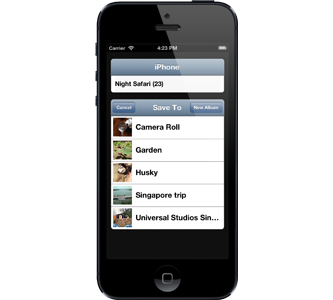 Carrier 4:23 PM
iPhone
Night Safari (23)
Cancel Save To New Album
Camera Roll
Garden
Husky
Singapore trip
Universal Studios Sin...